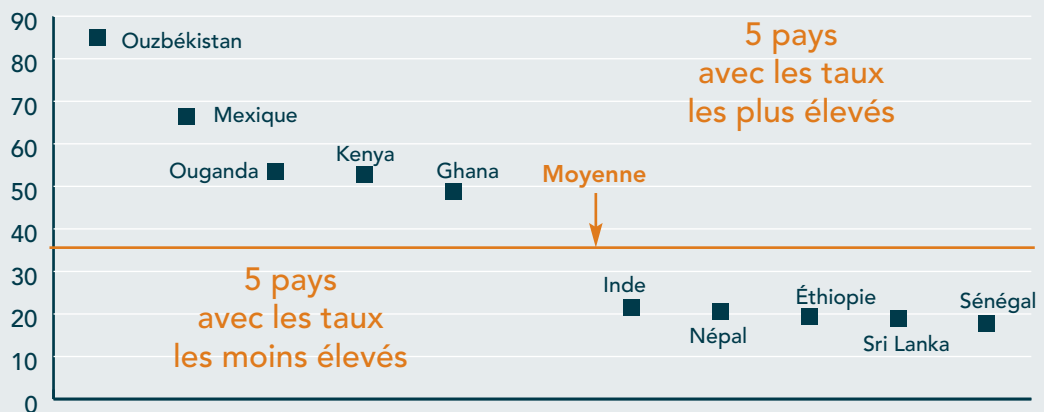 90
80
70
60
50
40
30
20
10
0
Ouzbékistan
Mexique
Ouganda
Kenya
Ghana
Moyenne
5 pays
avec les taux
les plus élevés
5 pays
avec les taux
les moins élevés
Inde
Népal
Éthiopie
Sri Lanka
Sénégal